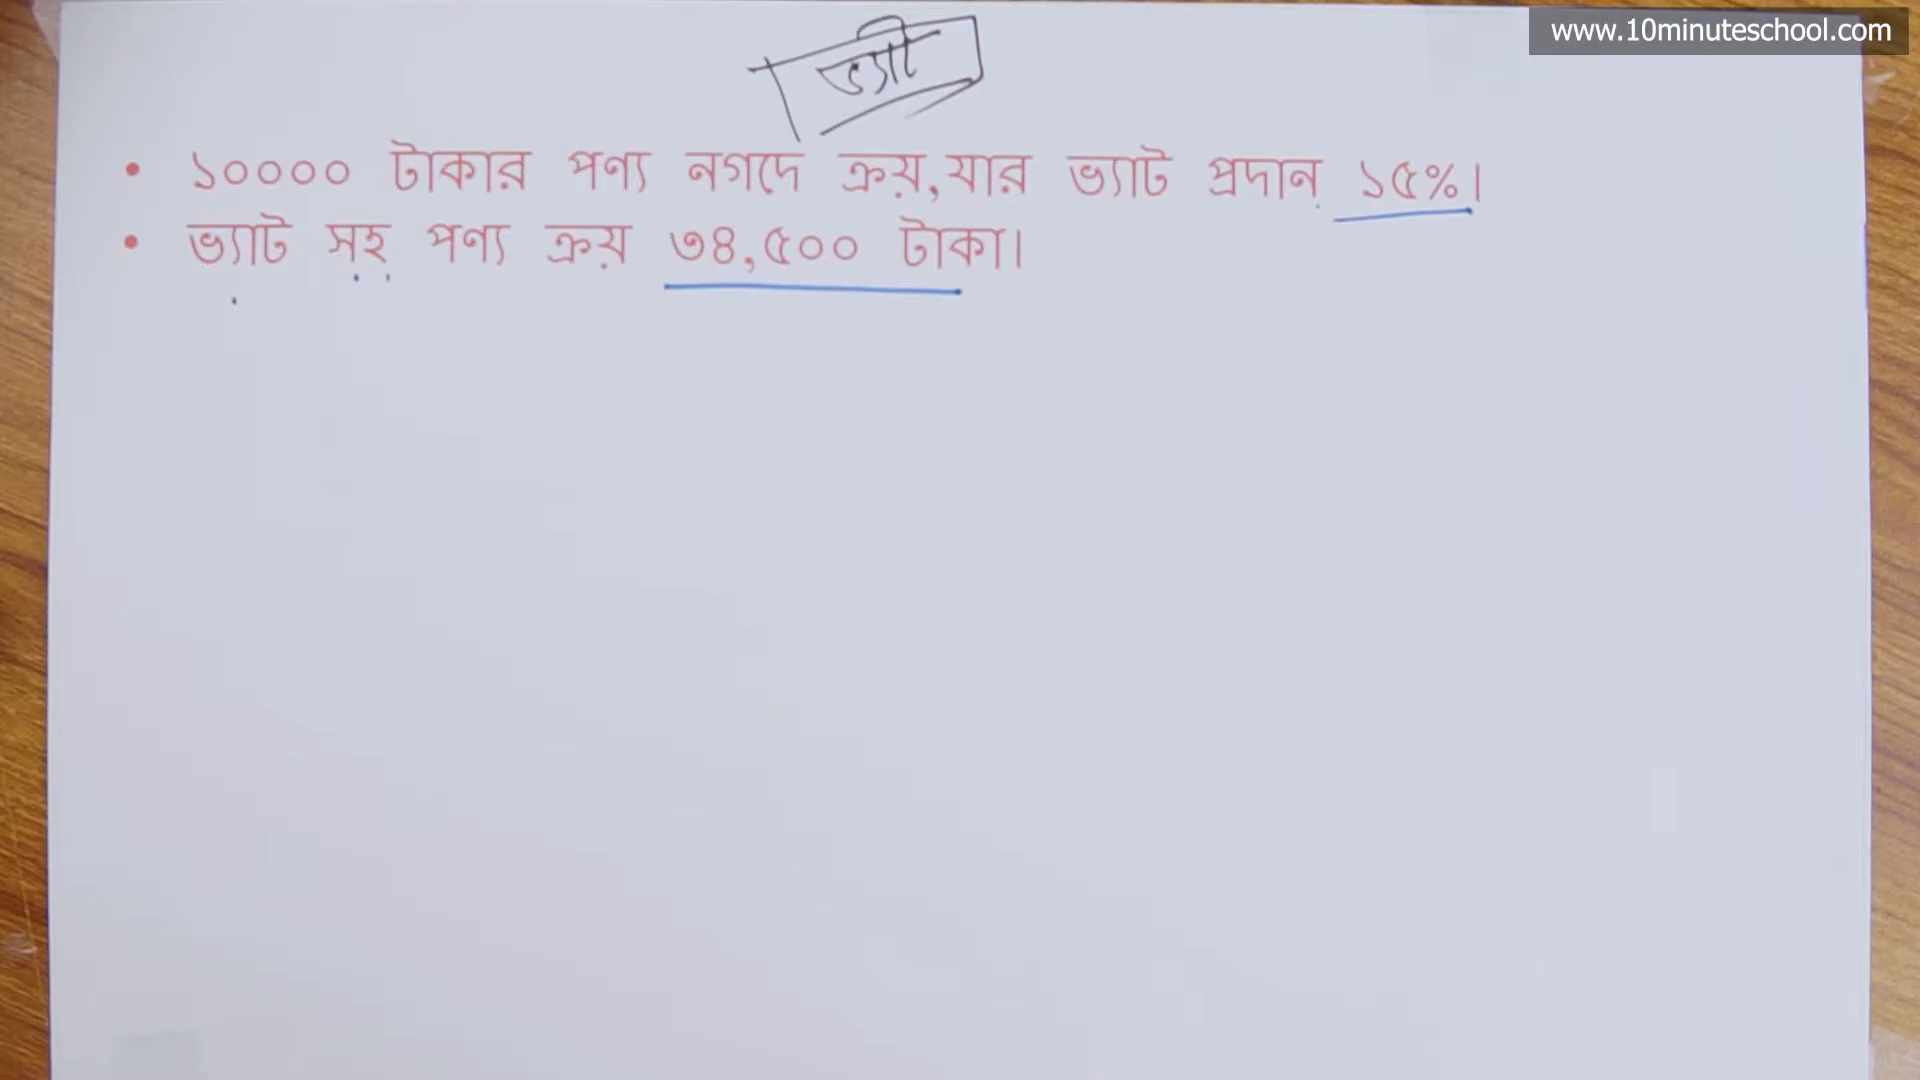 www.10minuteschool.com
ভ্যাট
• ১০০০০ টাকার পণ্য নগদে ক্রয়,যার ভ্যাট প্রদান ১৫%।
• ভ্যাট সহ পণ্য ক্রয় ৩৪,৫০০ টাকা।